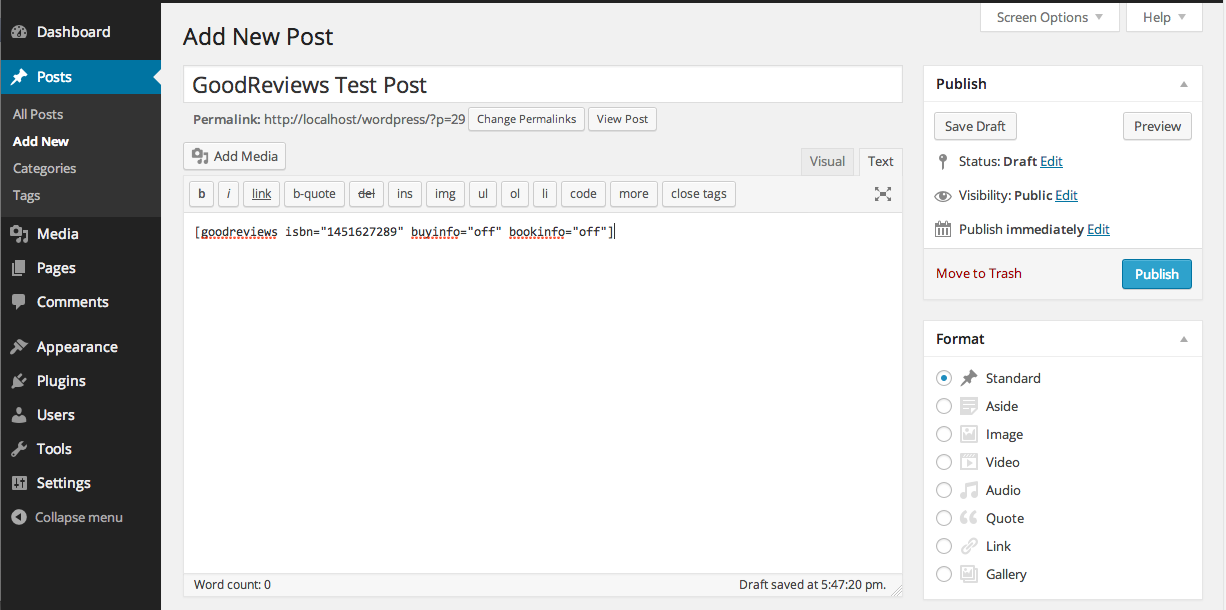 Dashboard
Posts
All Posts
Add New
Categories
Tags
Media
Pages
Comments
Appearance
Plugins
Users
Tools
Settings
Collapse menu
Screen Options
Help
Add New Post
GoodReviews Test Post
Permalink: http://localhost/wordpress/?p=29 Change Permalinks View Post
Add Media
Visual Text
b i link b-quote del ins img ul ol li code more close tags
[goodreviews isbn="1451627289" buyinfo="off" bookinfo="off"]
Word count: 0
Draft saved at 5:47:20 pm.
Publish
Save Draft Preview
Status: Draft Edit
Visibility: Public Edit
Publish immediately Edit
Move to Trash Publish
Format
Standard
Aside
Image
Video
Audio
Quote
Link
Gallery